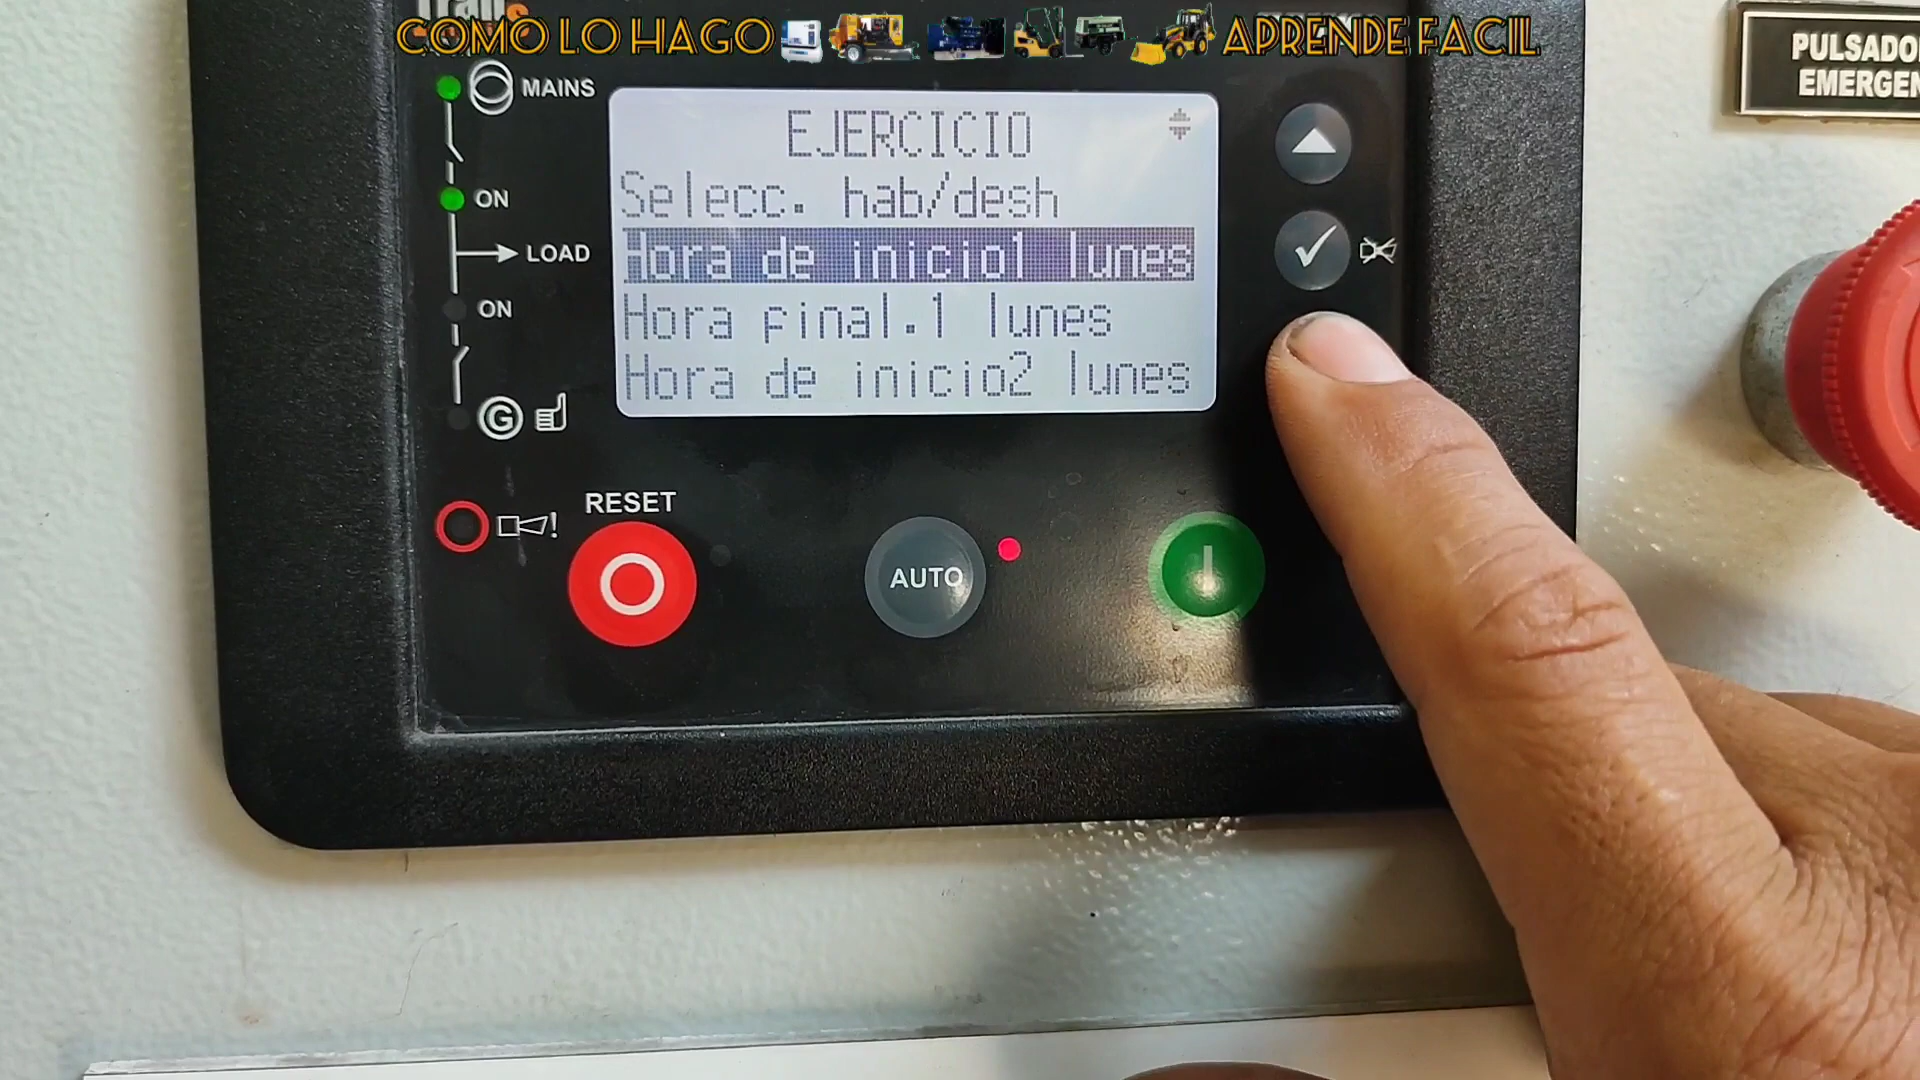 COMO LO HAGO APRENDE FACIL
Trans
MAINS
ON
LOAD
ON
G
EJERCICIO
Selecc. hab/desh
Hora de inicio1 lunes
Hora final.1 lunes
Hora de inicio2 lunes
RESET
AUTO
PULSADO
EMERGEN